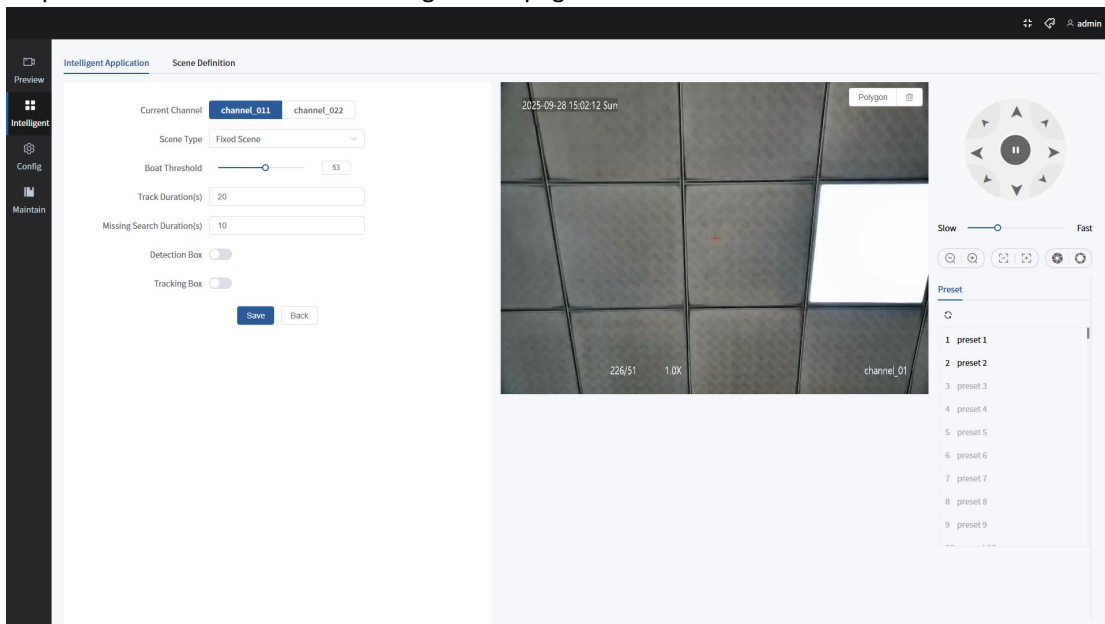 admin
Preview
Intelligent
Config
Maintain
Intelligent Application Scene Definition
Current Channel channel_011 channel_022
Scene Type Fixed Scene
Boat Threshold 53
Track Duration(s) 20
Missing Search Duration(s) 10
Detection Box
Tracking Box
Save Back
2025-09-28 15:02:12 Sun
Polygon
226/51 1.0X channel_01
Slow Fast
Preset
1 preset 1
2 preset 2
3 preset 3
4 preset 4
5 preset 5
6 preset 6
7 preset 7
8 preset 8
9 preset 9